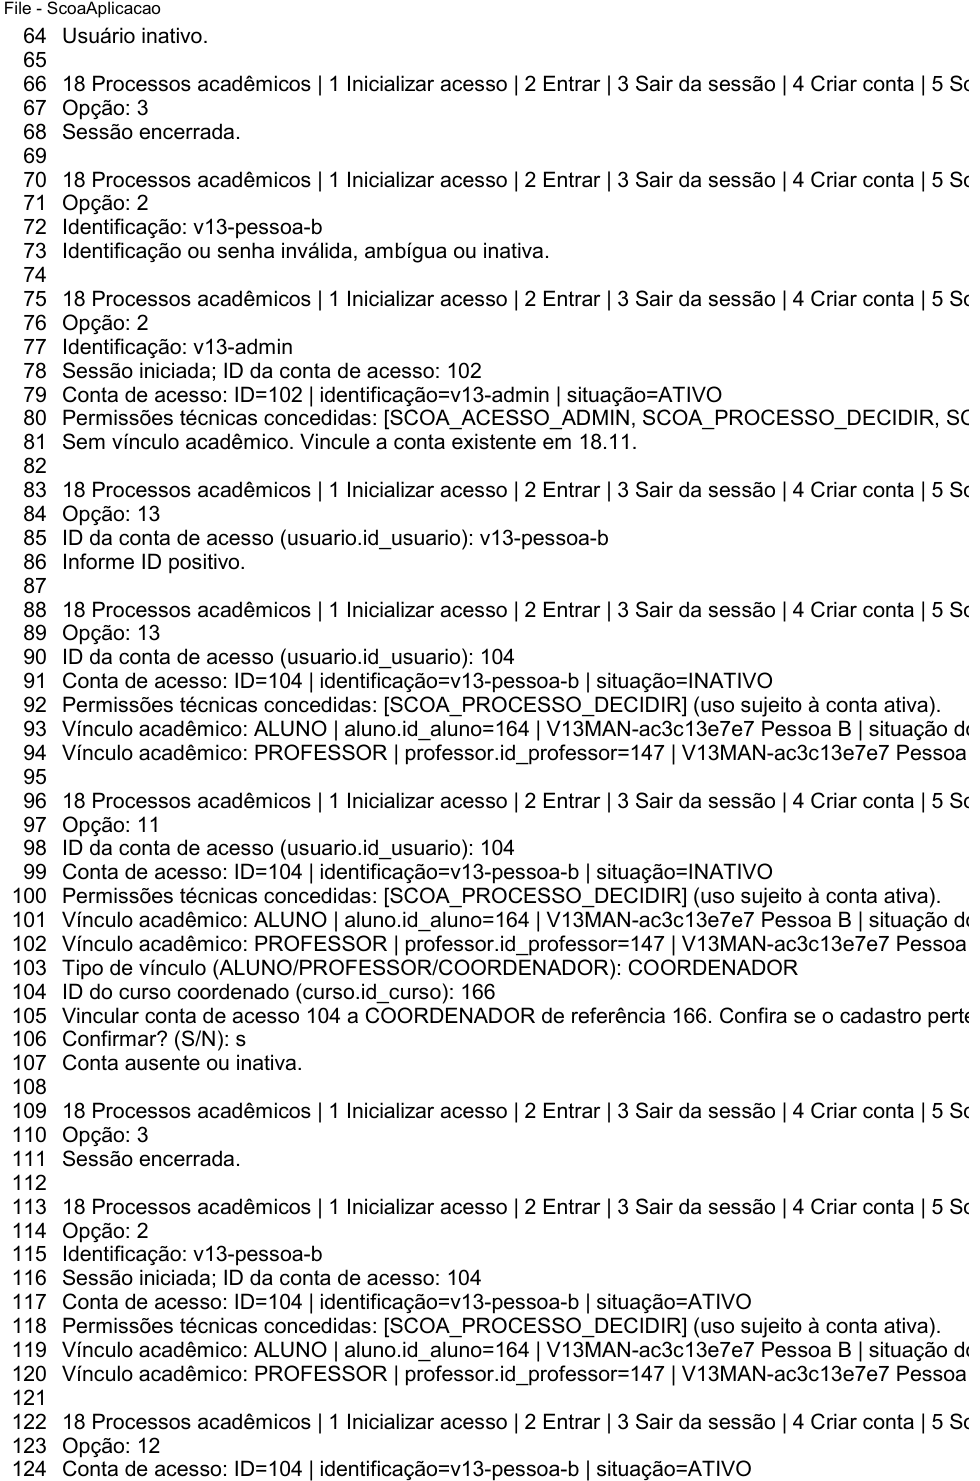 File - ScoaAplicacao
64 Usuário inativo.
65
66 18 Processos acadêmicos | 1 Inicializar acesso | 2 Entrar | 3 Sair da sessão | 4 Criar conta | 5 Sc
67 Opção: 3
68 Sessão encerrada.
69
70 18 Processos acadêmicos | 1 Inicializar acesso | 2 Entrar | 3 Sair da sessão | 4 Criar conta | 5 Sc
71 Opção: 2
72 Identificação: v13-pessoa-b
73 Identificação ou senha inválida, ambígua ou inativa.
74
75 18 Processos acadêmicos | 1 Inicializar acesso | 2 Entrar | 3 Sair da sessão | 4 Criar conta | 5 Sc
76 Opção: 2
77 Identificação: v13-admin
78 Sessão iniciada; ID da conta de acesso: 102
79 Conta de acesso: ID=102 | identificação=v13-admin | situação=ATIVO
80 Permissões técnicas concedidas: [SCOA_ACESSO_ADMIN, SCOA_PROCESSO_DECIDIR, SC
81 Sem vínculo acadêmico. Vincule a conta existente em 18.11.
82
83 18 Processos acadêmicos | 1 Inicializar acesso | 2 Entrar | 3 Sair da sessão | 4 Criar conta | 5 Sc
84 Opção: 13
85 ID da conta de acesso (usuario.id_usuario): v13-pessoa-b
86 Informe ID positivo.
87
88 18 Processos acadêmicos | 1 Inicializar acesso | 2 Entrar | 3 Sair da sessão | 4 Criar conta | 5 Sc
89 Opção: 13
90 ID da conta de acesso (usuario.id_usuario): 104
91 Conta de acesso: ID=104 | identificação=v13-pessoa-b | situação=INATIVO
92 Permissões técnicas concedidas: [SCOA_PROCESSO_DECIDIR] (uso sujeito à conta ativa).
93 Vínculo acadêmico: ALUNO | aluno.id_aluno=164 | V13MAN-ac3c13e7e7 Pessoa B | situação do
94 Vínculo acadêmico: PROFESSOR | professor.id_professor=147 | V13MAN-ac3c13e7e7 Pessoa
95
96 18 Processos acadêmicos | 1 Inicializar acesso | 2 Entrar | 3 Sair da sessão | 4 Criar conta | 5 Sc
97 Opção: 11
98 ID da conta de acesso (usuario.id_usuario): 104
99 Conta de acesso: ID=104 | identificação=v13-pessoa-b | situação=INATIVO
100 Permissões técnicas concedidas: [SCOA_PROCESSO_DECIDIR] (uso sujeito à conta ativa).
101 Vínculo acadêmico: ALUNO | aluno.id_aluno=164 | V13MAN-ac3c13e7e7 Pessoa B | situação do
102 Vínculo acadêmico: PROFESSOR | professor.id_professor=147 | V13MAN-ac3c13e7e7 Pessoa
103 Tipo de vínculo (ALUNO/PROFESSOR/COORDENADOR): COORDENADOR
104 ID do curso coordenado (curso.id_curso): 166
105 Vincular conta de acesso 104 a COORDENADOR de referência 166. Confira se o cadastro perte
106 Confirmar? (S/N): s
107 Conta ausente ou inativa.
108
109 18 Processos acadêmicos | 1 Inicializar acesso | 2 Entrar | 3 Sair da sessão | 4 Criar conta | 5 Sc
110 Opção: 3
111 Sessão encerrada.
112
113 18 Processos acadêmicos | 1 Inicializar acesso | 2 Entrar | 3 Sair da sessão | 4 Criar conta | 5 Sc
114 Opção: 2
115 Identificação: v13-pessoa-b
116 Sessão iniciada; ID da conta de acesso: 104
117 Conta de acesso: ID=104 | identificação=v13-pessoa-b | situação=ATIVO
118 Permissões técnicas concedidas: [SCOA_PROCESSO_DECIDIR] (uso sujeito à conta ativa).
119 Vínculo acadêmico: ALUNO | aluno.id_aluno=164 | V13MAN-ac3c13e7e7 Pessoa B | situação do
120 Vínculo acadêmico: PROFESSOR | professor.id_professor=147 | V13MAN-ac3c13e7e7 Pessoa
121
122 18 Processos acadêmicos | 1 Inicializar acesso | 2 Entrar | 3 Sair da sessão | 4 Criar conta | 5 Sc
123 Opção: 12
124 Conta de acesso: ID=104 | identificação=v13-pessoa-b | situação=ATIVO